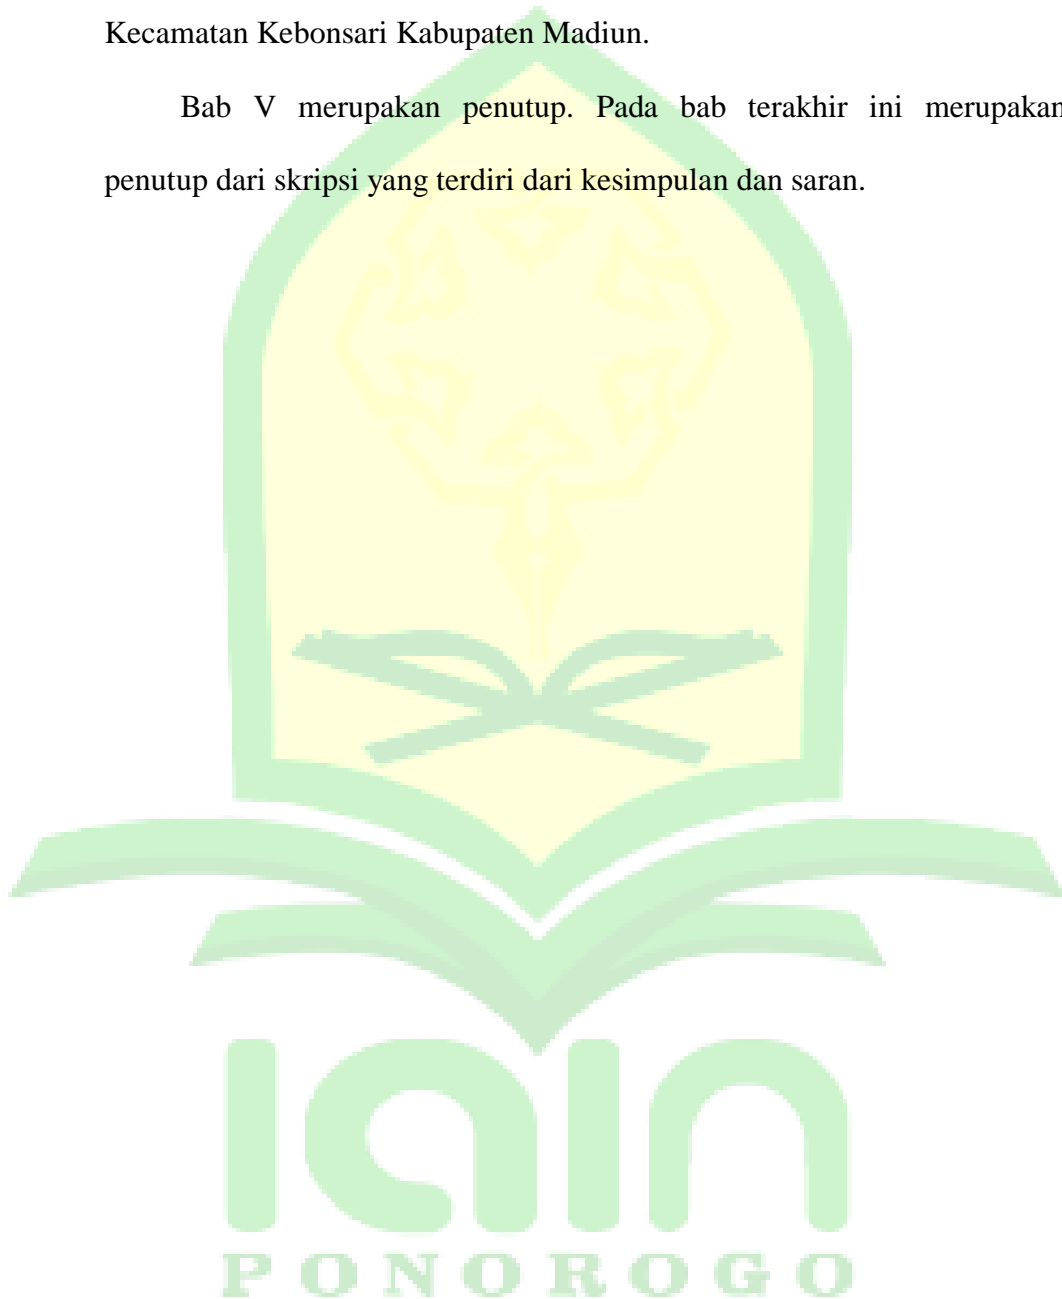 Kecamatan Kebonsari Kabupaten Madiun.
Bab V merupakan penutup. Pada bab terakhir ini merupakan
penutup dari skripsi yang terdiri dari kesimpulan dan saran.
iain
PONOROGO